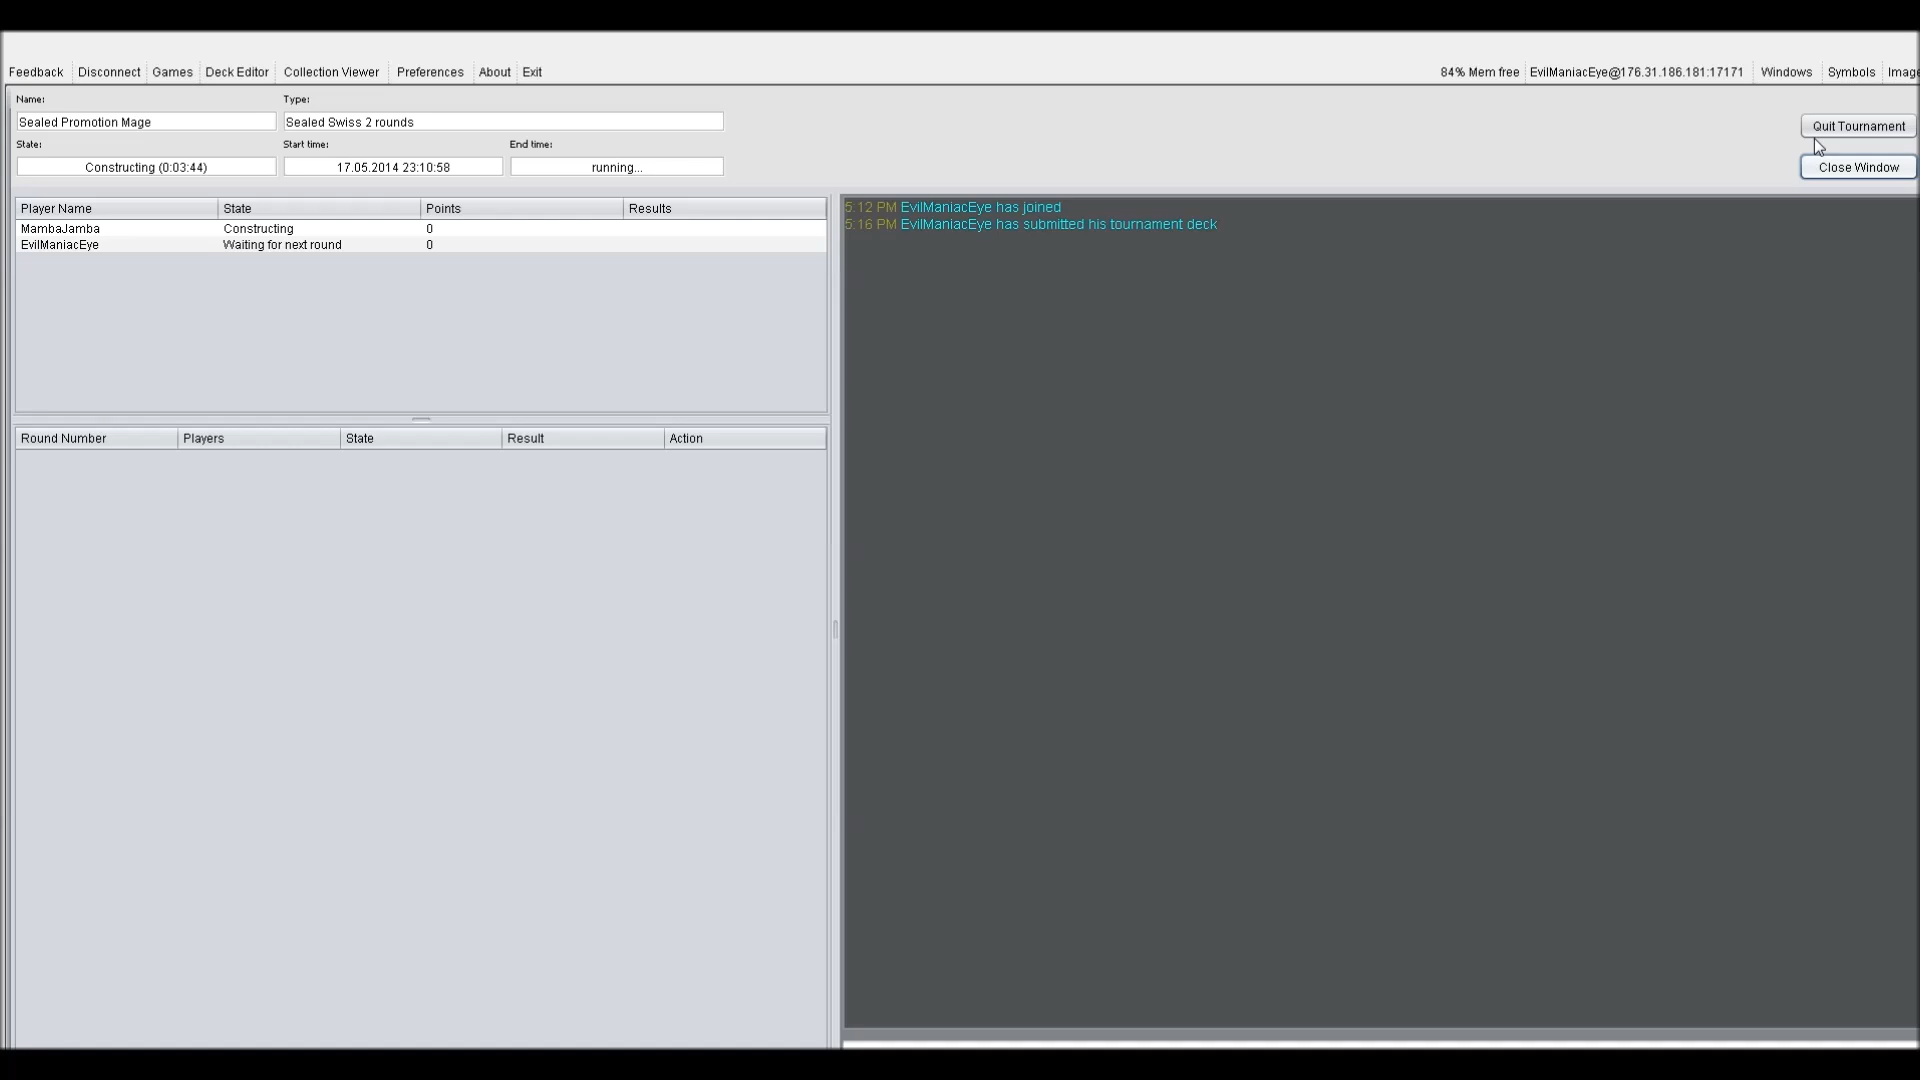 Feedback Disconnect Games Deck Editor Collection Viewer Preferences About Exit 84% Mem free EvilManiacEye@176.31.186.181:17171 Windows Symbols Image
Name: Type:
Sealed Promotion Mage Sealed Swiss 2 rounds
Quit Tournament
State: Start time: End time:
Constructing (0:03:44) 17.05.2014 23:10:58 running...
Close Window
Player Name State Points Results
MambaJamba Constructing 0
EvilManiacEye Waiting for next round 0
5:12 PM EvilManiacEye has joined
5:16 PM EvilManiacEye has submitted his tournament deck
Round Number Players State Result Action